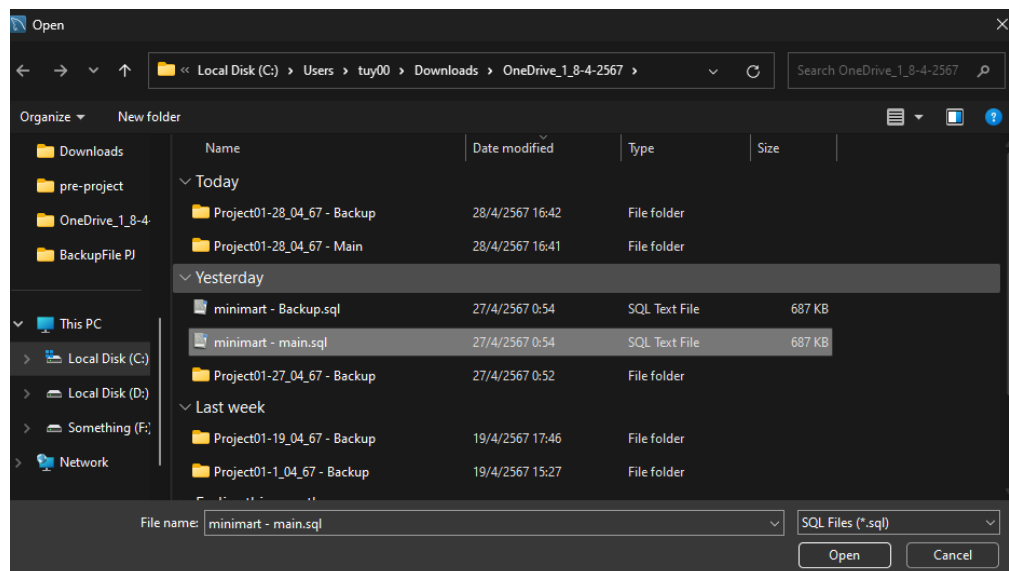 Open
« Local Disk (C:) › Users › tuy00 › Downloads › OneDrive_1_8-4-2567 ›
Search OneDrive_1_8-4-2567
Organize New folder
Downloads
pre-project
OneDrive_1_8-4-
BackupFile PJ
This PC
Local Disk (C:)
Local Disk (D:)
Something (F:)
Network
Name Date modified Type Size
Today
Project01-28_04_67 - Backup 28/4/2567 16:42 File folder
Project01-28_04_67 - Main 28/4/2567 16:41 File folder
Yesterday
minimart - Backup.sql 27/4/2567 0:54 SQL Text File 687 KB
minimart - main.sql 27/4/2567 0:54 SQL Text File 687 KB
Project01-27_04_67 - Backup 27/4/2567 0:52 File folder
Last week
Project01-19_04_67 - Backup 19/4/2567 17:46 File folder
Project01-1_04_67 - Backup 19/4/2567 15:27 File folder
File name: minimart - main.sql SQL Files (*.sql)
Open Cancel